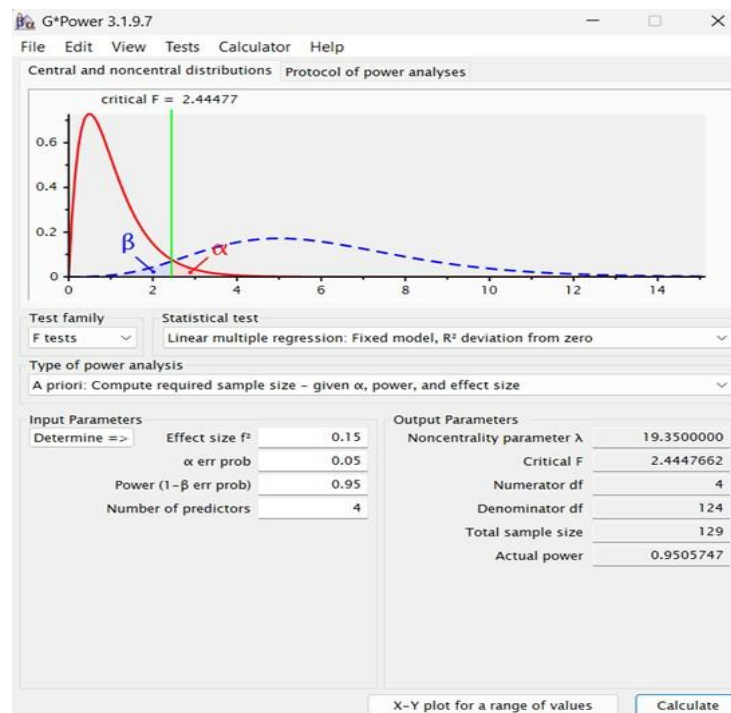 G*Power 3.1.9.7
File Edit View Tests Calculator Help
Central and noncentral distributions Protocol of power analyses
critical F = 2.44477
0.6
0.4
0.2
0
β
α
0 2 4 6 8 10 12 14
Test family Statistical test
F tests Linear multiple regression: Fixed model, R² deviation from zero
Type of power analysis
A priori: Compute required sample size – given α, power, and effect size
Input Parameters Output Parameters
Determine => Effect size f² 0.15 Noncentrality parameter λ 19.3500000
α err prob 0.05 Critical F 2.4447662
Power (1-β err prob) 0.95 Numerator df 4
Number of predictors 4 Denominator df 124
Total sample size 129
Actual power 0.9505747
X-Y plot for a range of values Calculate